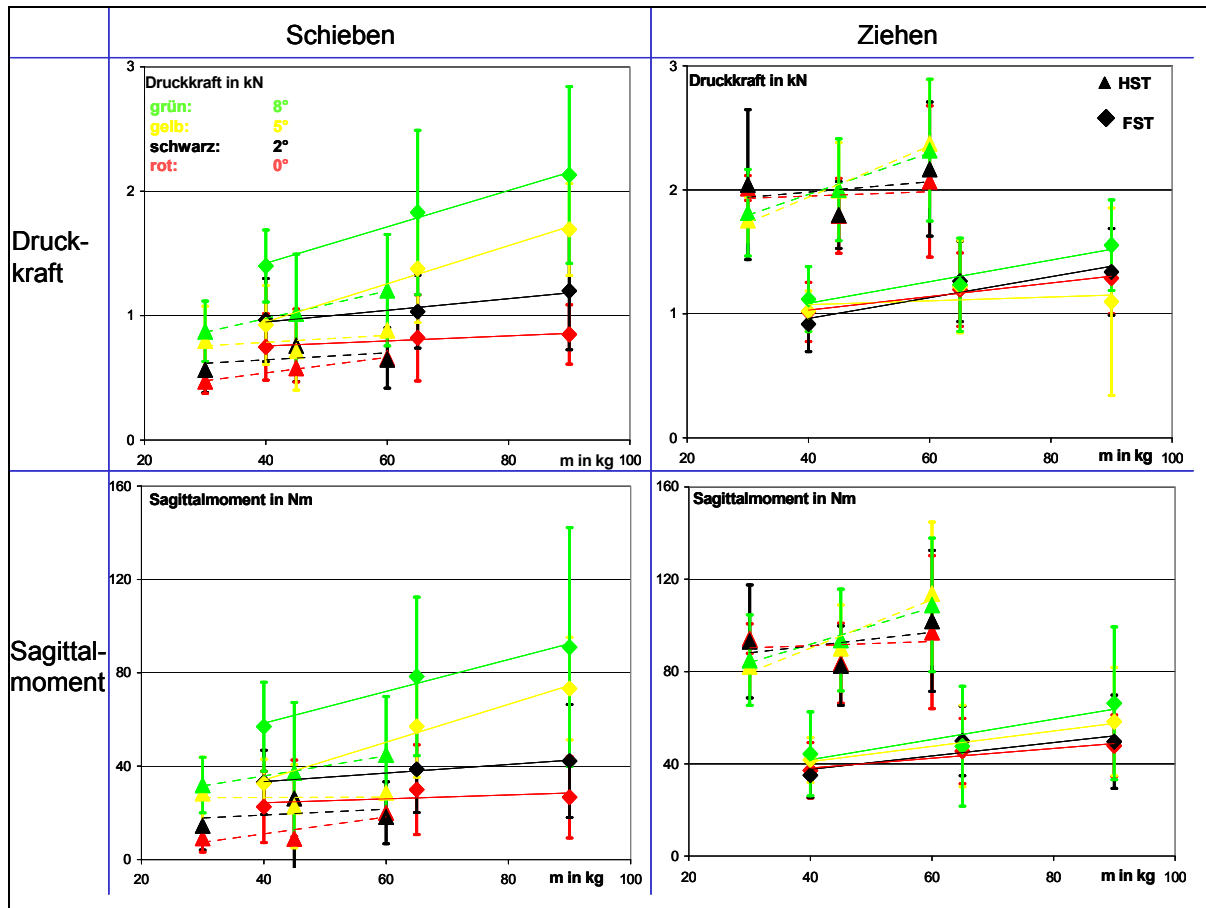 Schieben
Ziehen
Druck-
kraft
Druckkraft in kN
grün: 8°
gelb: 5°
schwarz: 2°
rot: 0°
3
2
1
0
20 40 60 80 100
m in kg
Druckkraft in kN
HST
FST
3
2
1
0
20 40 60 80 100
m in kg
Sagittal-
moment
Sagittalmoment in Nm
160
120
80
40
0
20 40 60 80 100
m in kg
Sagittalmoment in Nm
160
120
80
40
0
20 40 60 80 100
m in kg